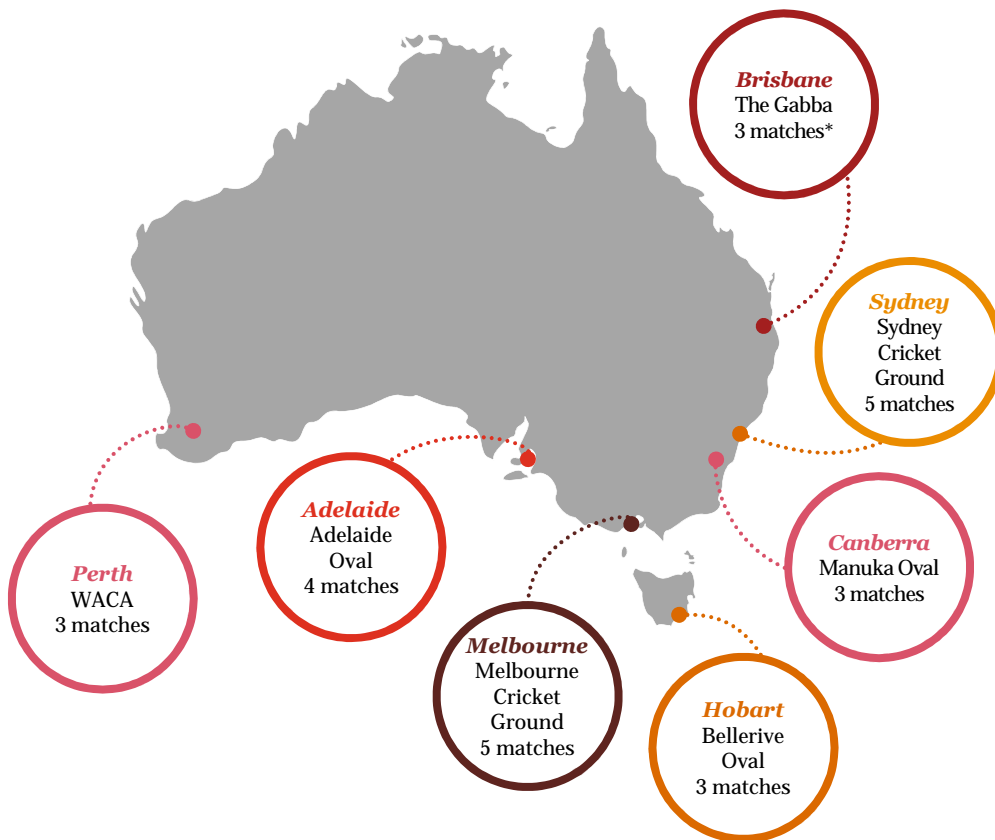 Brisbane
The Gabba
3 matches*
Sydney
Sydney
Cricket
Ground
5 matches
Adelaide
Adelaide
Oval
4 matches
Canberra
Manuka Oval
3 matches
Perth
WACA
3 matches
Melbourne
Melbourne
Cricket
Ground
5 matches
Hobart
Bellerive
Oval
3 matches